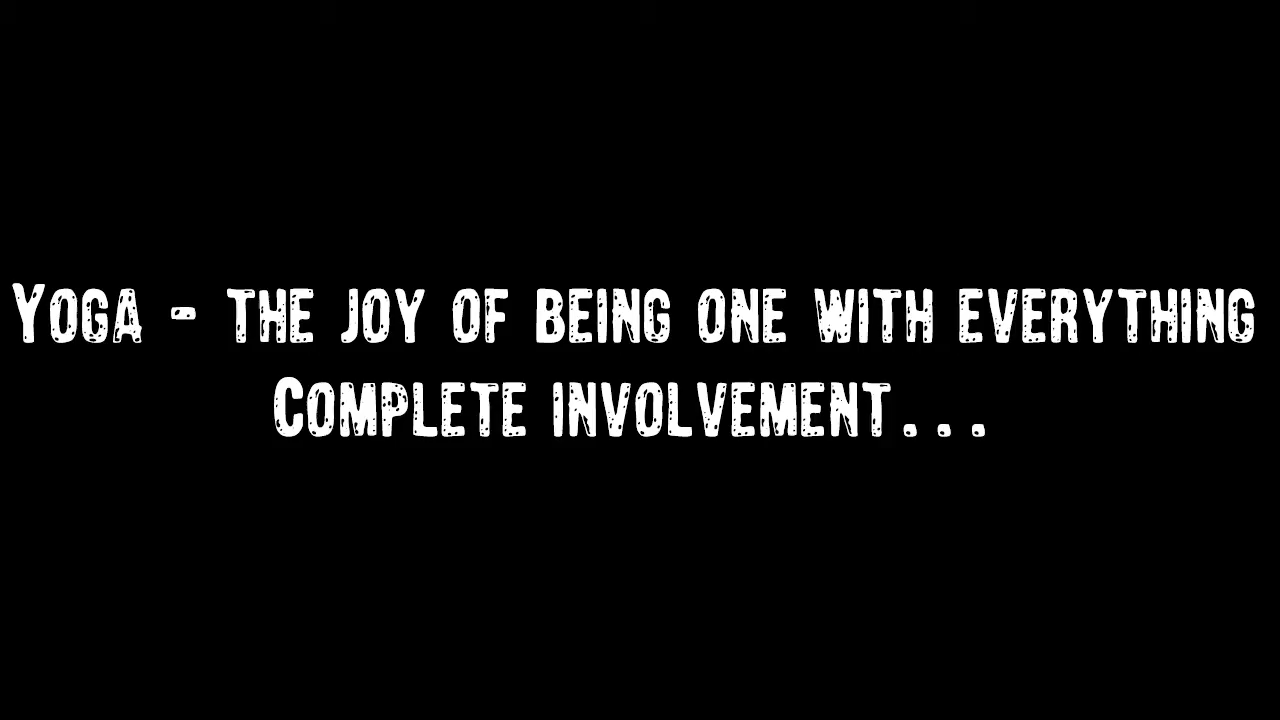 Yoga - the joy of being one with everything
Complete involvement...